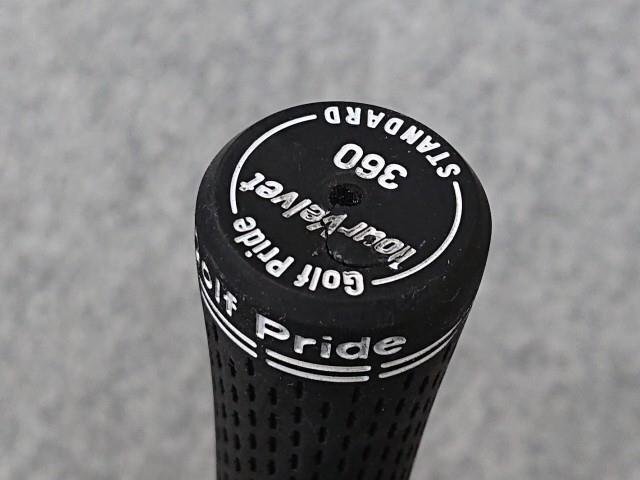 Golf Pride
Tour Velvet
360
STANDARD
Golf Pride